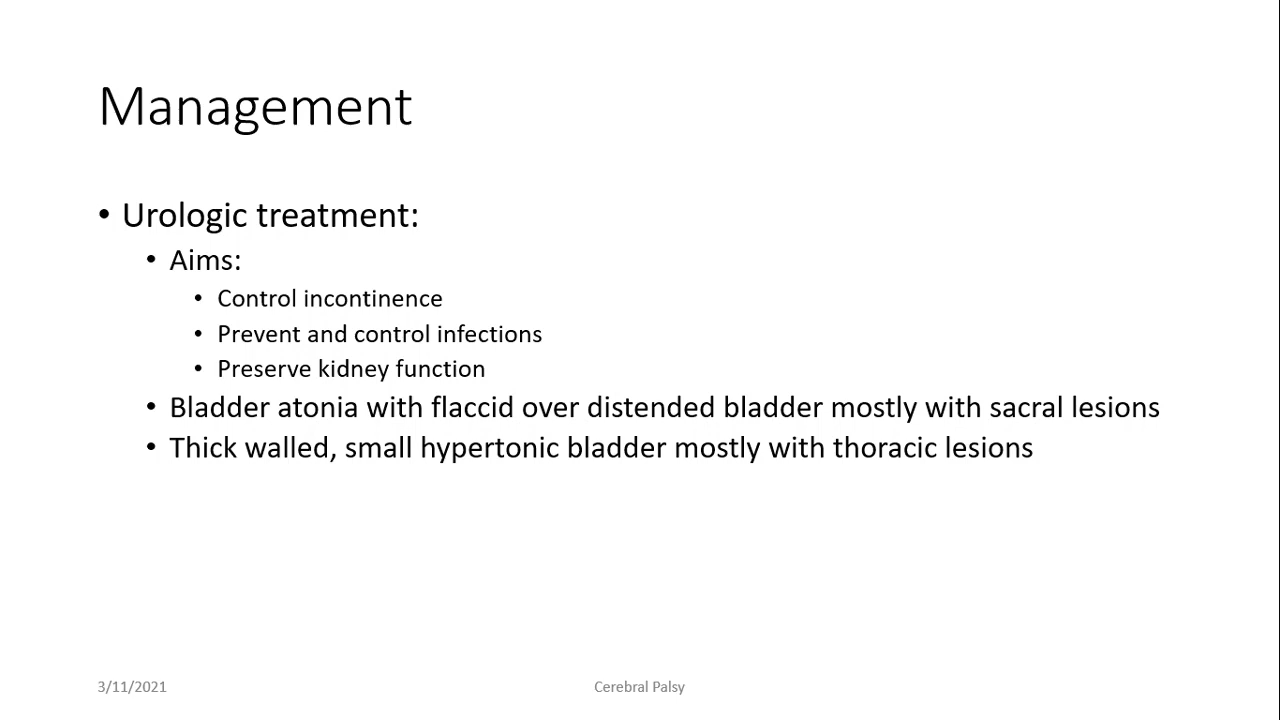 Management
• Urologic treatment:
• Aims:
• Control incontinence
• Prevent and control infections
• Preserve kidney function
• Bladder atonia with flaccid over distended bladder mostly with sacral lesions
• Thick walled, small hypertonic bladder mostly with thoracic lesions
3/11/2021
Cerebral Palsy